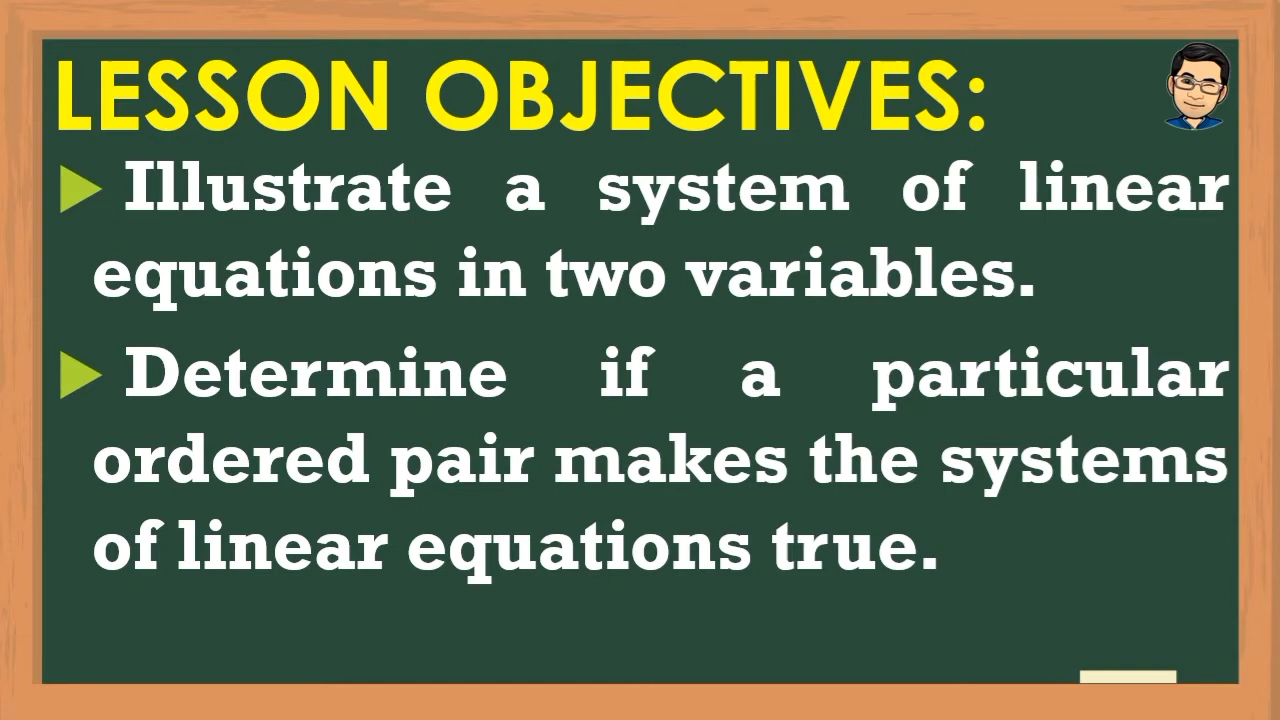 LESSON OBJECTIVES:
Illustrate a system of linear
equations in two variables.
Determine if a particular
ordered pair makes the systems
of linear equations true.